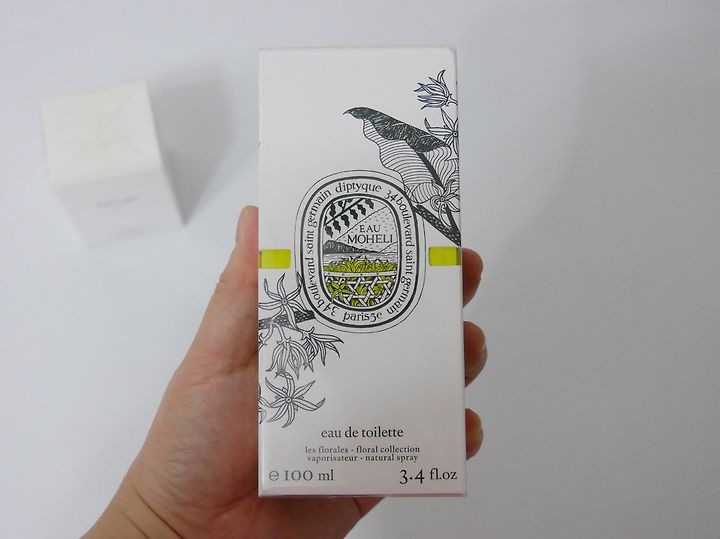 34 boulevard saint germain diptyque 34 boulevard saint germain
paris 5e
EAU
MOHELI
eau de toilette
les florales - floral collection
vaporisateur - natural spray
e 100 ml
3.4 fl.oz